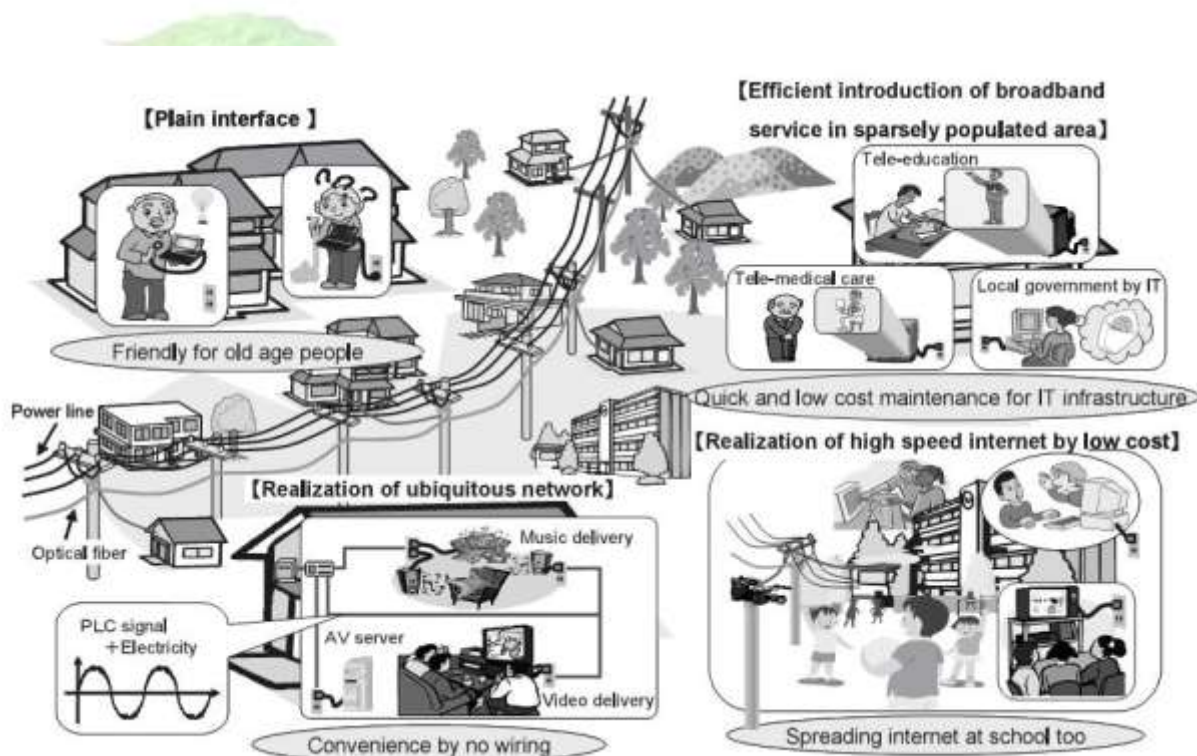 【Plain interface 】
Friendly for old age people
【Efficient introduction of broadband
service in sparsely populated area】
Tele-education
Tele-medical care
Local government by IT
Quick and low cost maintenance for IT infrastructure
Power line
Optical fiber
【Realization of ubiquitous network】
Music delivery
PLC signal
+Electricity
AV server
Video delivery
Convenience by no wiring
【Realization of high speed internet by low cost】
Spreading internet at school too